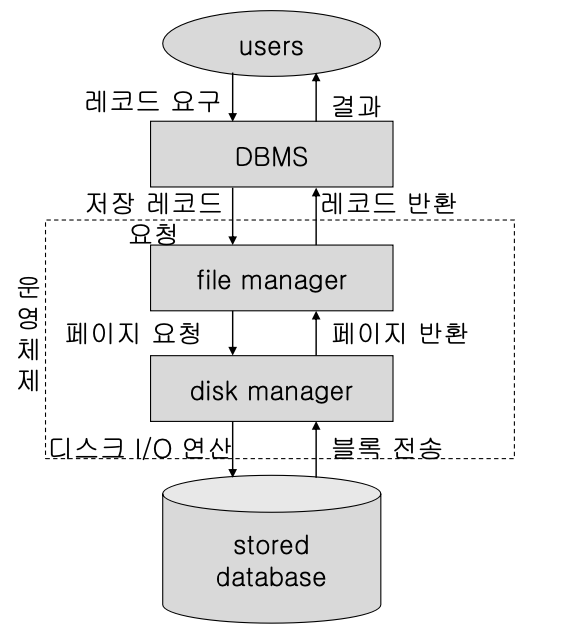 users
레코드 요구
결과
DBMS
저장 레코드
요청
레코드 반환
file manager
운
영
체
제
페이지 요청
페이지 반환
disk manager
디스크 I/O 연산
블록 전송
stored
database